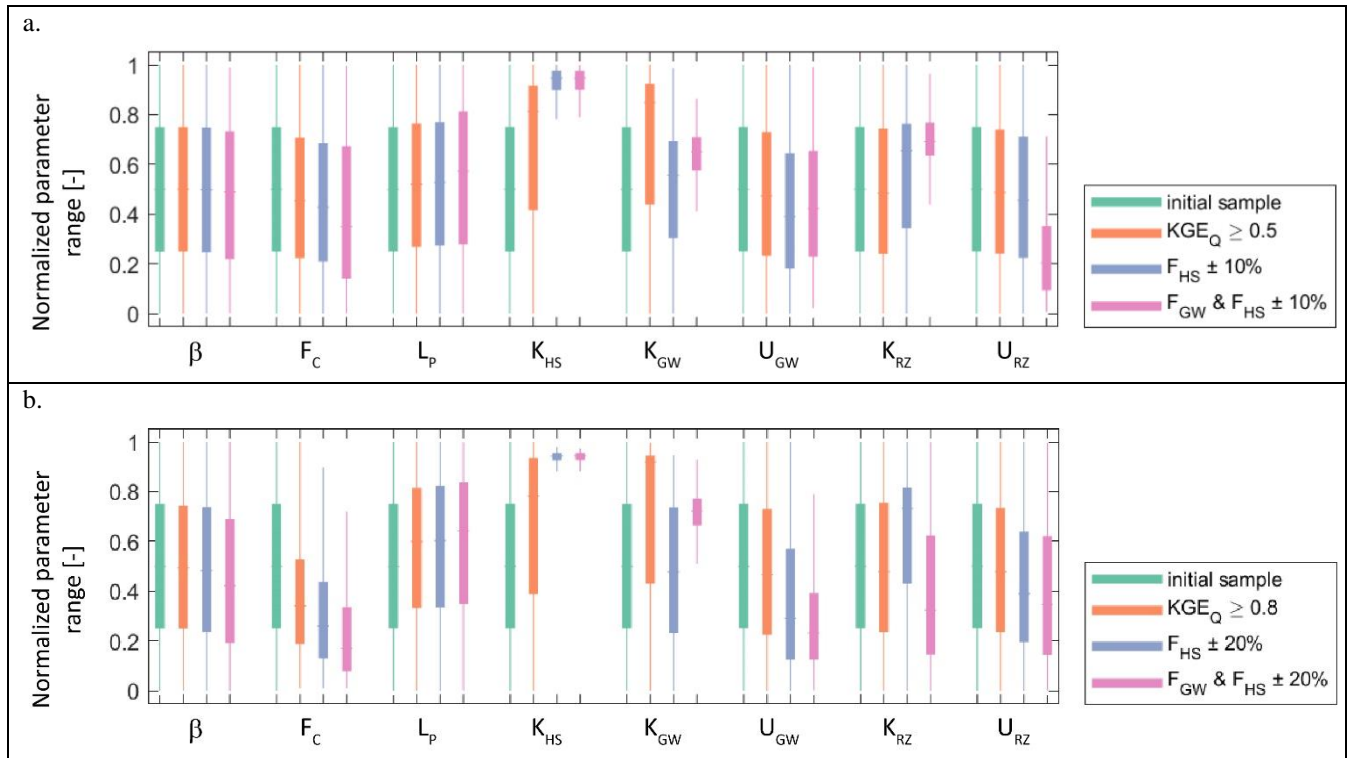 a.
Normalized parameter
range [-]
1
0.8
0.6
0.4
0.2
0
β
F_C
L_P
K_HS
K_GW
U_GW
K_RZ
U_RZ
initial sample
KGE_Q ≥ 0.5
F_HS ± 10%
F_GW & F_HS ± 10%
b.
Normalized parameter
range [-]
1
0.8
0.6
0.4
0.2
0
β
F_C
L_P
K_HS
K_GW
U_GW
K_RZ
U_RZ
initial sample
KGE_Q ≥ 0.8
F_HS ± 20%
F_GW & F_HS ± 20%